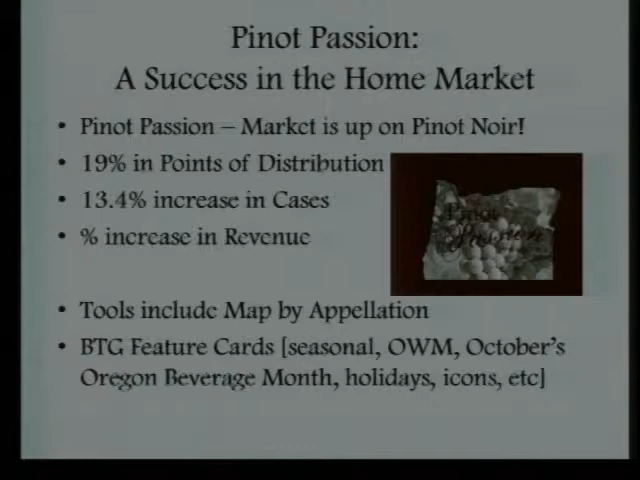 Pinot Passion:
A Success in the Home Market
• Pinot Passion – Market is up on Pinot Noir!
• 19% in Points of Distribution
• 13.4% increase in Cases
• % increase in Revenue
Pinot
Passion
• Tools include Map by Appellation
• BTG Feature Cards [seasonal, OWM, October's
Oregon Beverage Month, holidays, icons, etc]